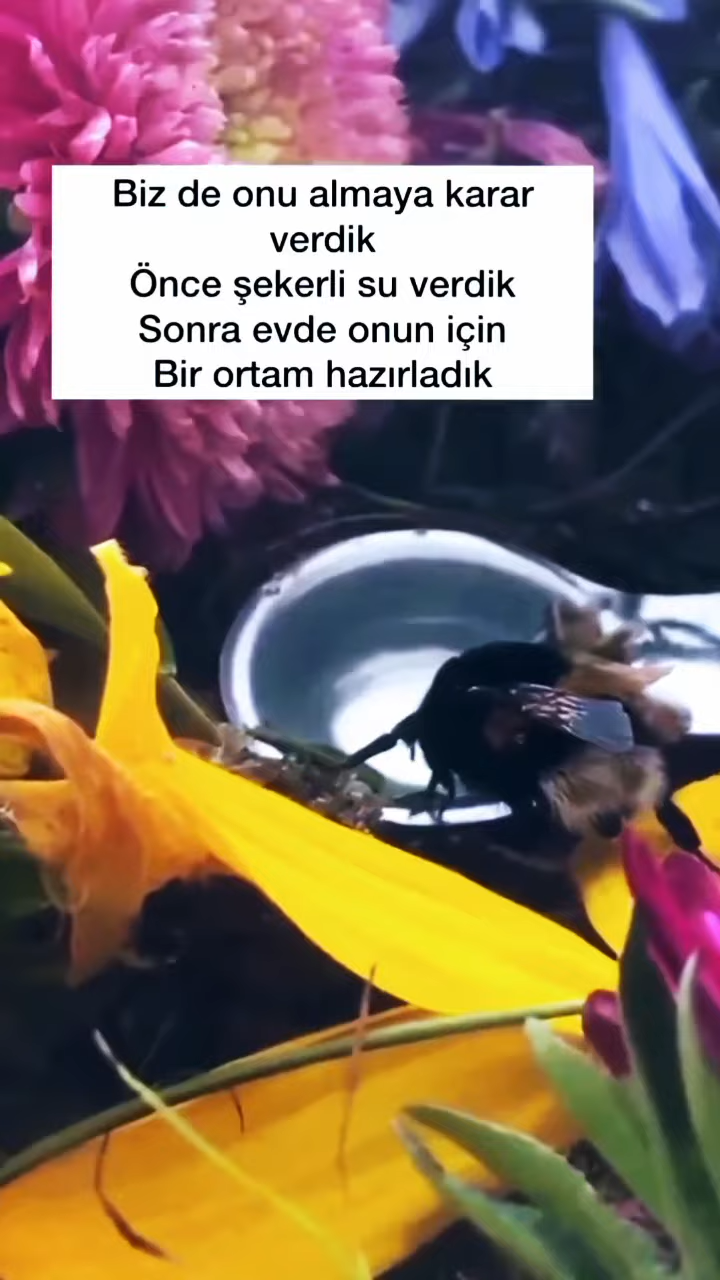 Biz de onu almaya karar
verdik
Önce şekerli su verdik
Sonra evde onun için
Bir ortam hazırladık